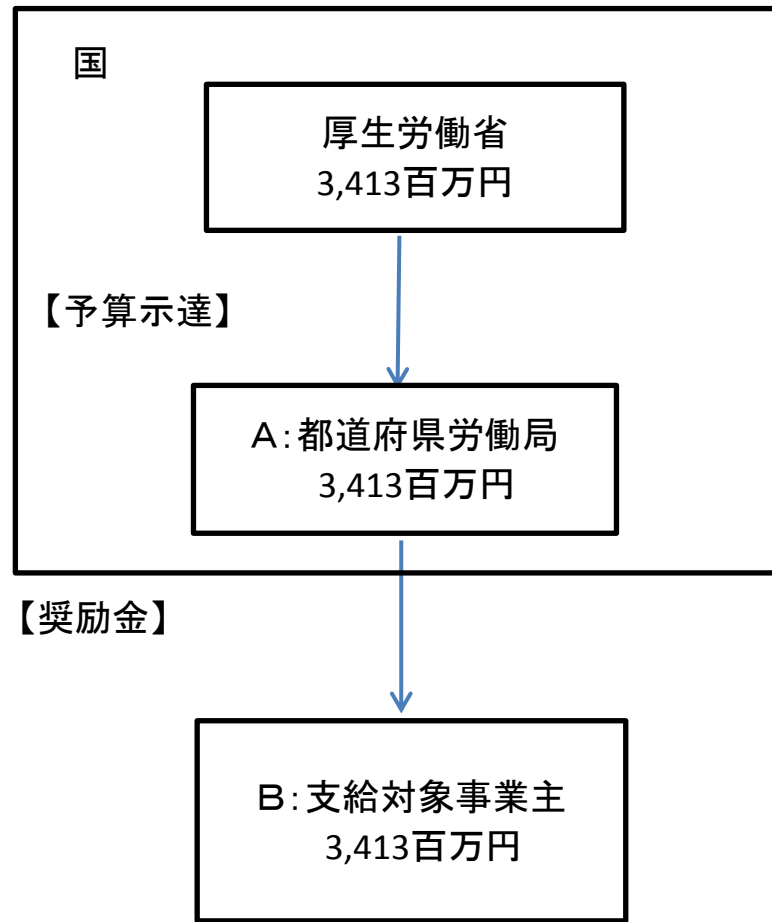 国
厚生労働省
3,413百万円
【予算示達】
A:都道府県労働局
3,413百万円
【奨励金】
B:支給対象事業主
3,413百万円